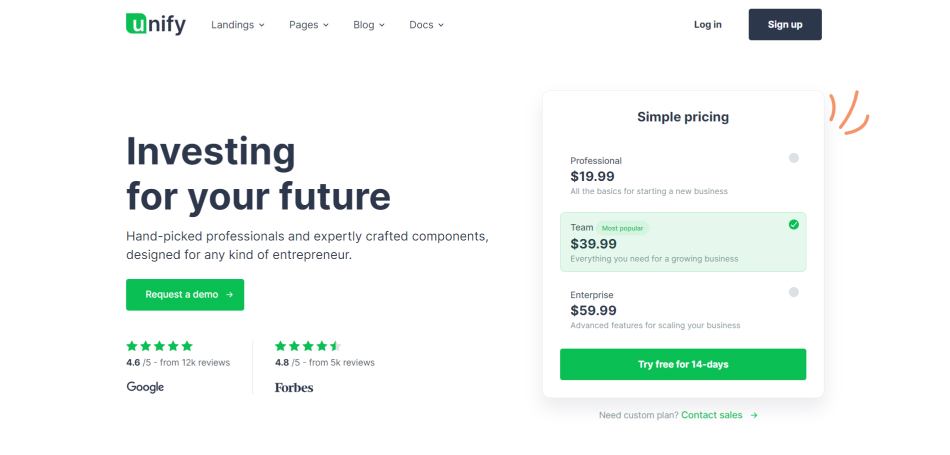 unify
Landings
Pages
Blog
Docs
Log in
Sign up
Investing
for your future
Hand-picked professionals and expertly crafted components,
designed for any kind of entrepreneur.
Request a demo →
4.6 /5 - from 12k reviews
Google
4.8 /5 - from 5k reviews
Forbes
Simple pricing
Professional
$19.99
All the basics for starting a new business
Team Most popular
$39.99
Everything you need for a growing business
Enterprise
$59.99
Advanced features for scaling your business
Try free for 14-days
Need custom plan? Contact sales →